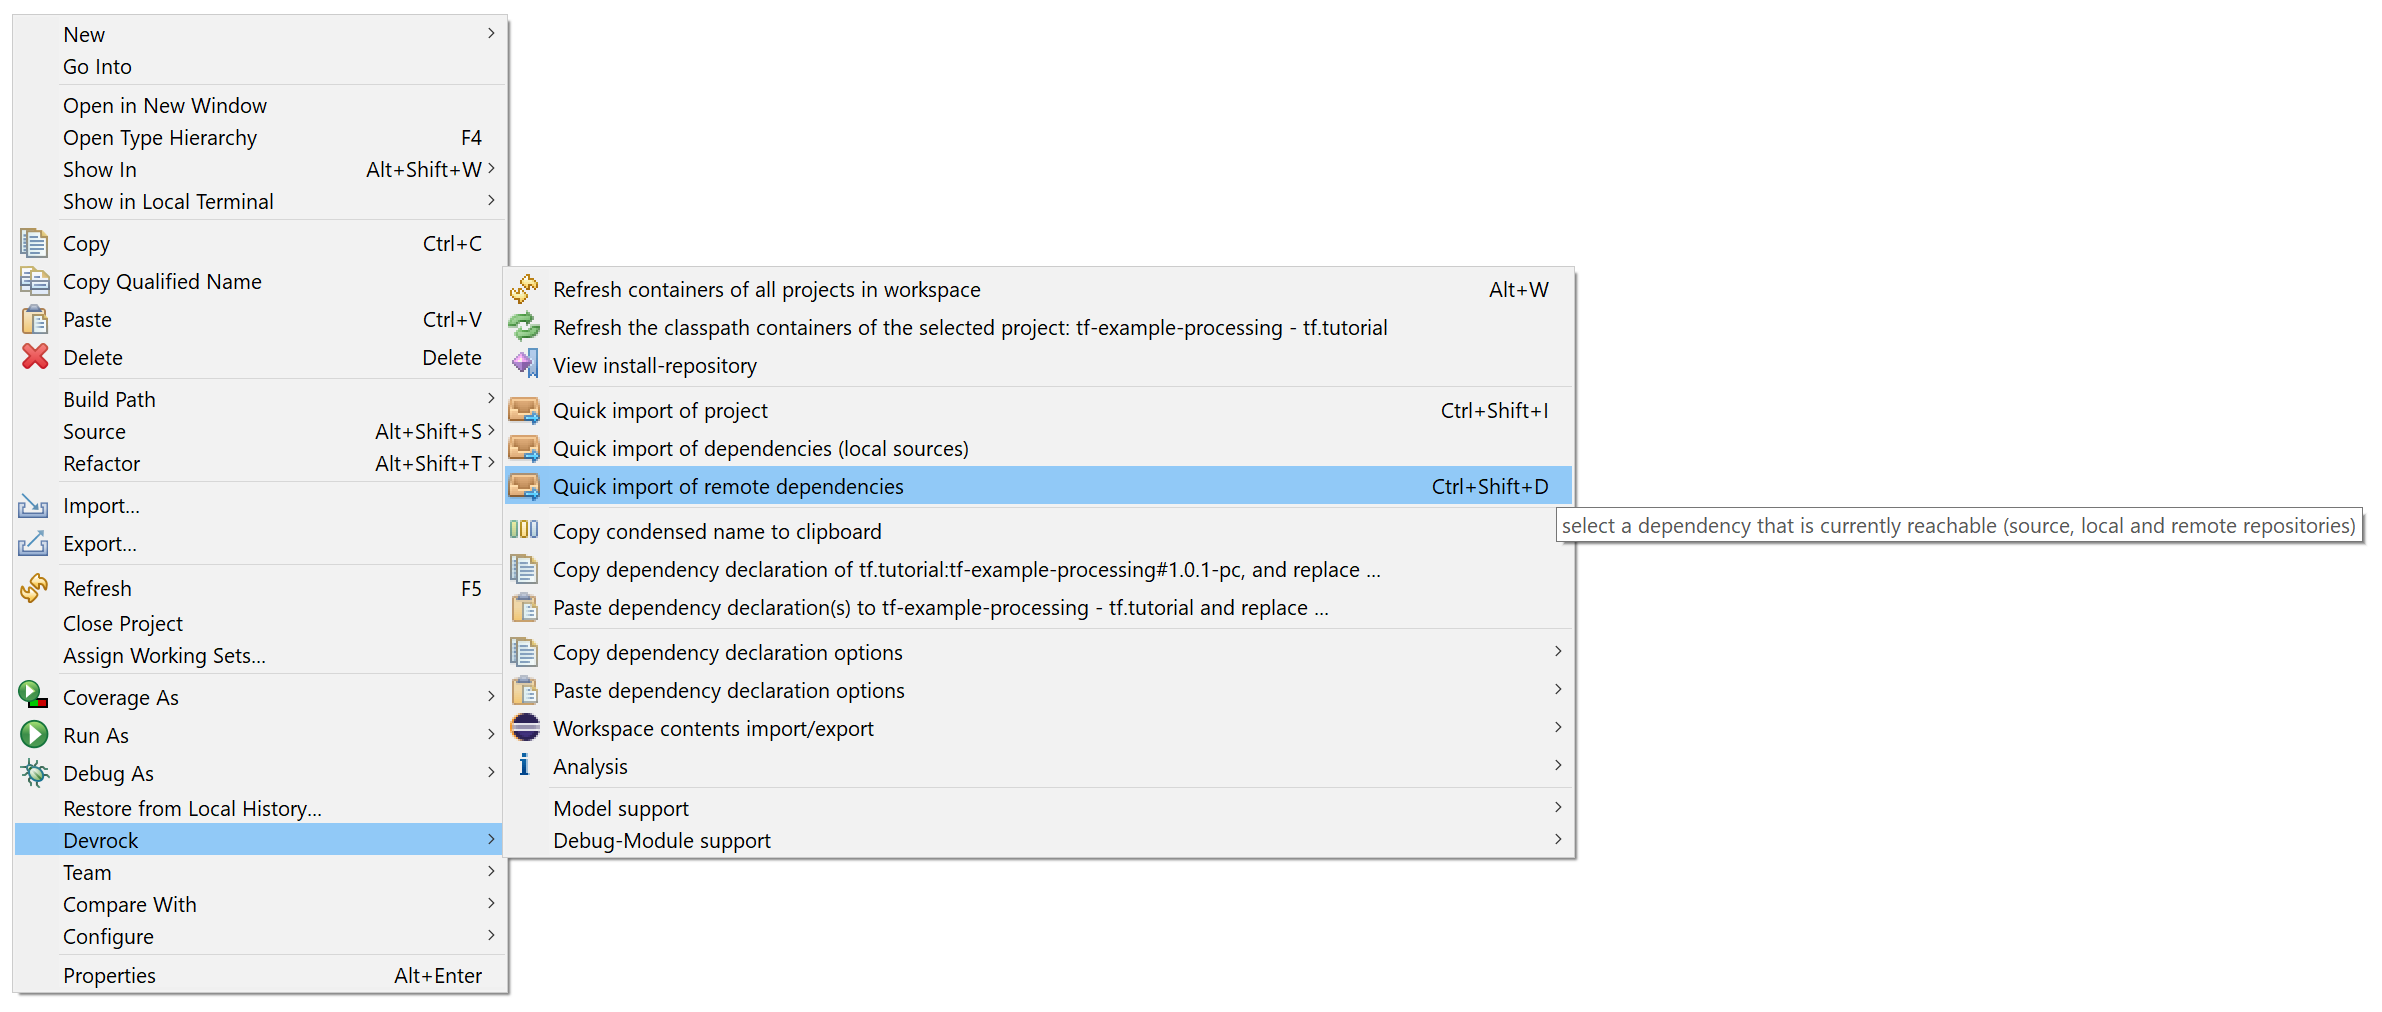 New
Go Into
Open in New Window
Open Type Hierarchy F4
Show In Alt+Shift+W
Show in Local Terminal
Copy Ctrl+C
Copy Qualified Name
Paste Ctrl+V
Delete Delete
Build Path
Source Alt+Shift+S
Refactor Alt+Shift+T
Import...
Export...
Refresh F5
Close Project
Assign Working Sets...
Coverage As
Run As
Debug As
Restore from Local History...
Devrock
Team
Compare With
Configure
Properties Alt+Enter
Refresh containers of all projects in workspace Alt+W
Refresh the classpath containers of the selected project: tf-example-processing - tf.tutorial
View install-repository
Quick import of project Ctrl+Shift+I
Quick import of dependencies (local sources)
Quick import of remote dependencies Ctrl+Shift+D
Copy condensed name to clipboard
Copy dependency declaration of tf.tutorial:tf-example-processing#1.0.1-pc, and replace ...
Paste dependency declaration(s) to tf-example-processing - tf.tutorial and replace ...
Copy dependency declaration options
Paste dependency declaration options
Workspace contents import/export
Analysis
Model support
Debug-Module support
select a dependency that is currently reachable (source, local and remote repositories)